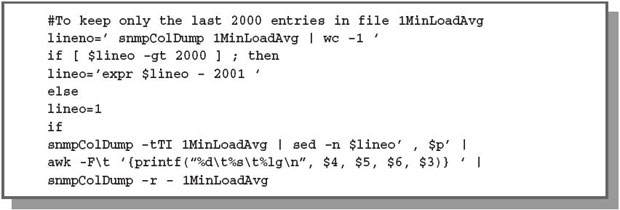 #To keep only the last 2000 entries in file 1MinLoadAvg
lineno=’ snmpColDump 1MinLoadAvg | wc -1 ‘
if [ $lineo -gt 2000 ] ; then
lineo=’expr $lineo - 2001 ‘
else
lineo=1
if
snmpColDump -tTI 1MinLoadAvg | sed -n $lineo’ , $p’ |
awk -F\t ‘{printf(“%d\t%s\t%lg\n”, $4, $5, $6, $3)} ‘ |
snmpColDump -r - 1MinLoadAvg